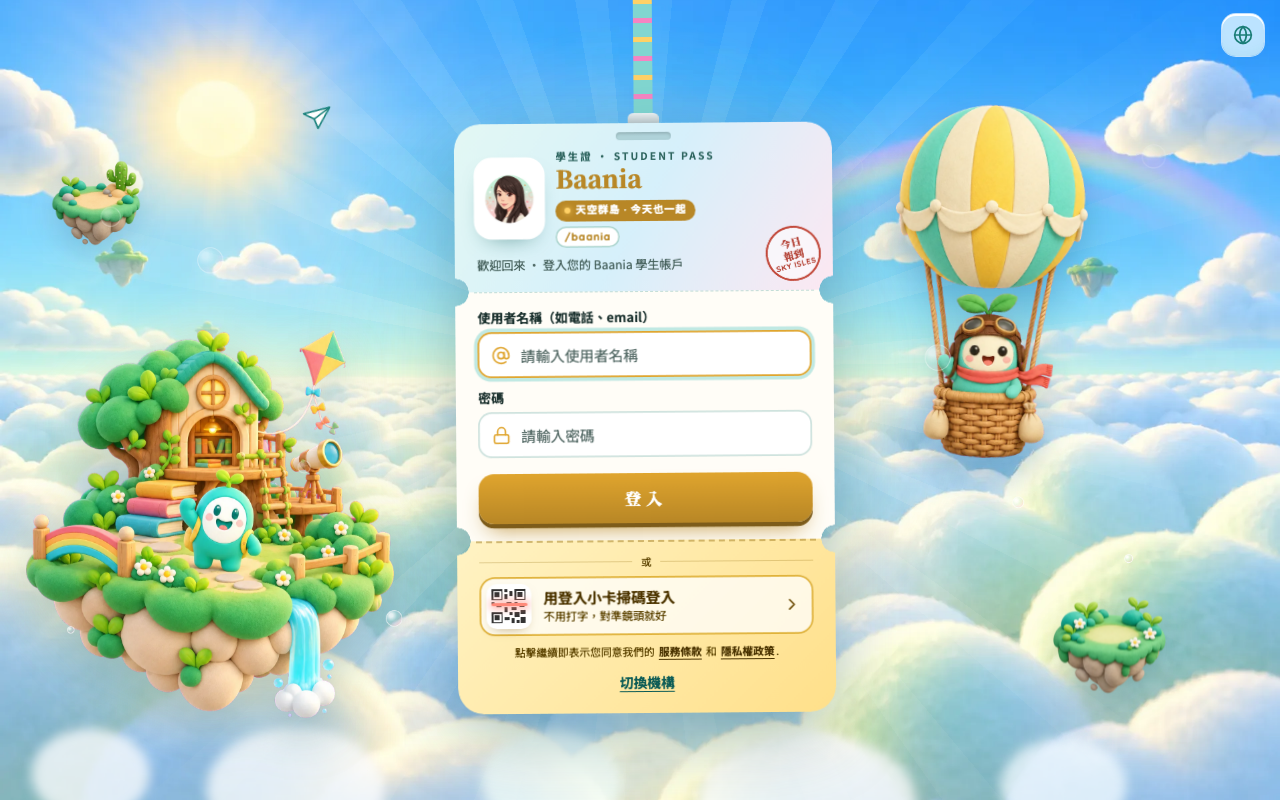 學生證 • STUDENT PASS
Baania
天空群島 · 今天也一起
/baania
歡迎回來 • 登入您的 Baania 學生帳戶
今日
報到
SKY ISLES
使用者名稱（如電話、email）
請輸入使用者名稱
密碼
請輸入密碼
登入
或
用登入小卡掃碼登入
不用打字，對準鏡頭就好
點擊繼續即表示您同意我們的 服務條款 和 隱私權政策 .
切換機構